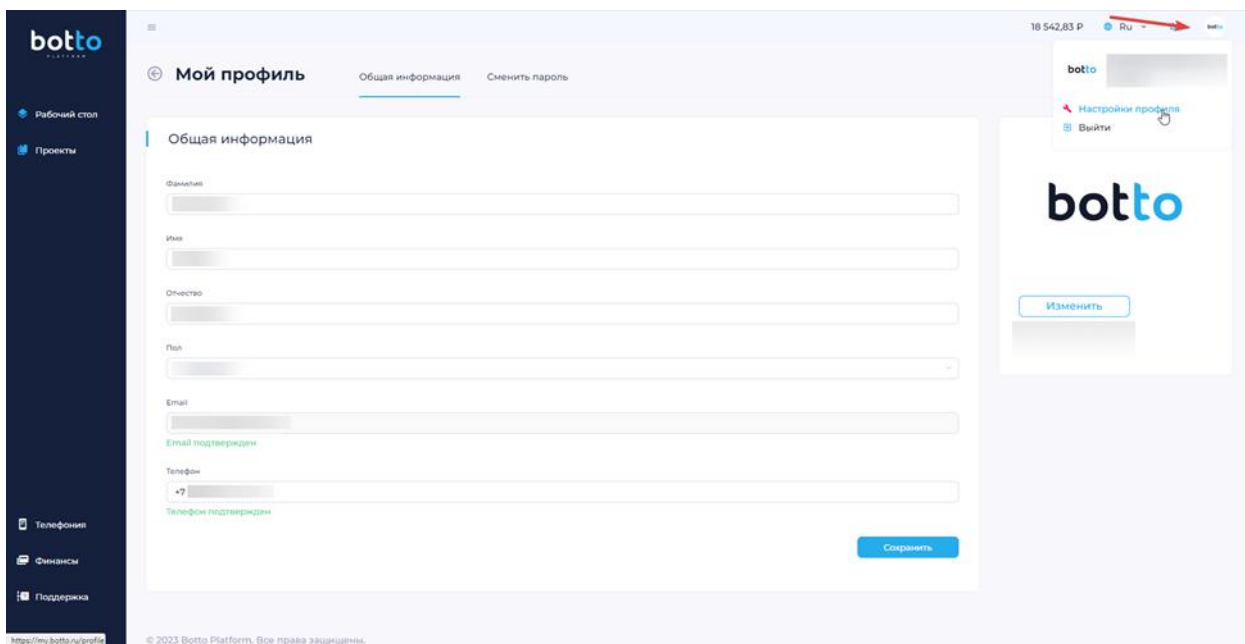 botto
PLATFORM
18 542,83 ₽
Ru
botto
Мой профиль
Общая информация
Сменить пароль
botto
Настройки профиля
Выйти
Рабочий стол
Проекты
Общая информация
Фамилия
Имя
Отчество
Пол
Email
Email подтвержден
Телефон
+7
Телефон подтвержден
Сохранить
botto
Изменить
Телефония
Финансы
Поддержка
https://my.botto.ru/profile
© 2023 Botto Platform. Все права защищены.